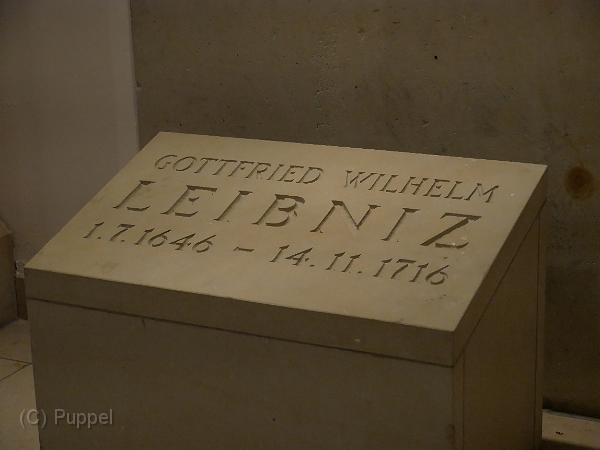 GOTTFRIED WILHELM
LEIBNIZ
1.7.1646 – 14.11.1716
(C) Puppel